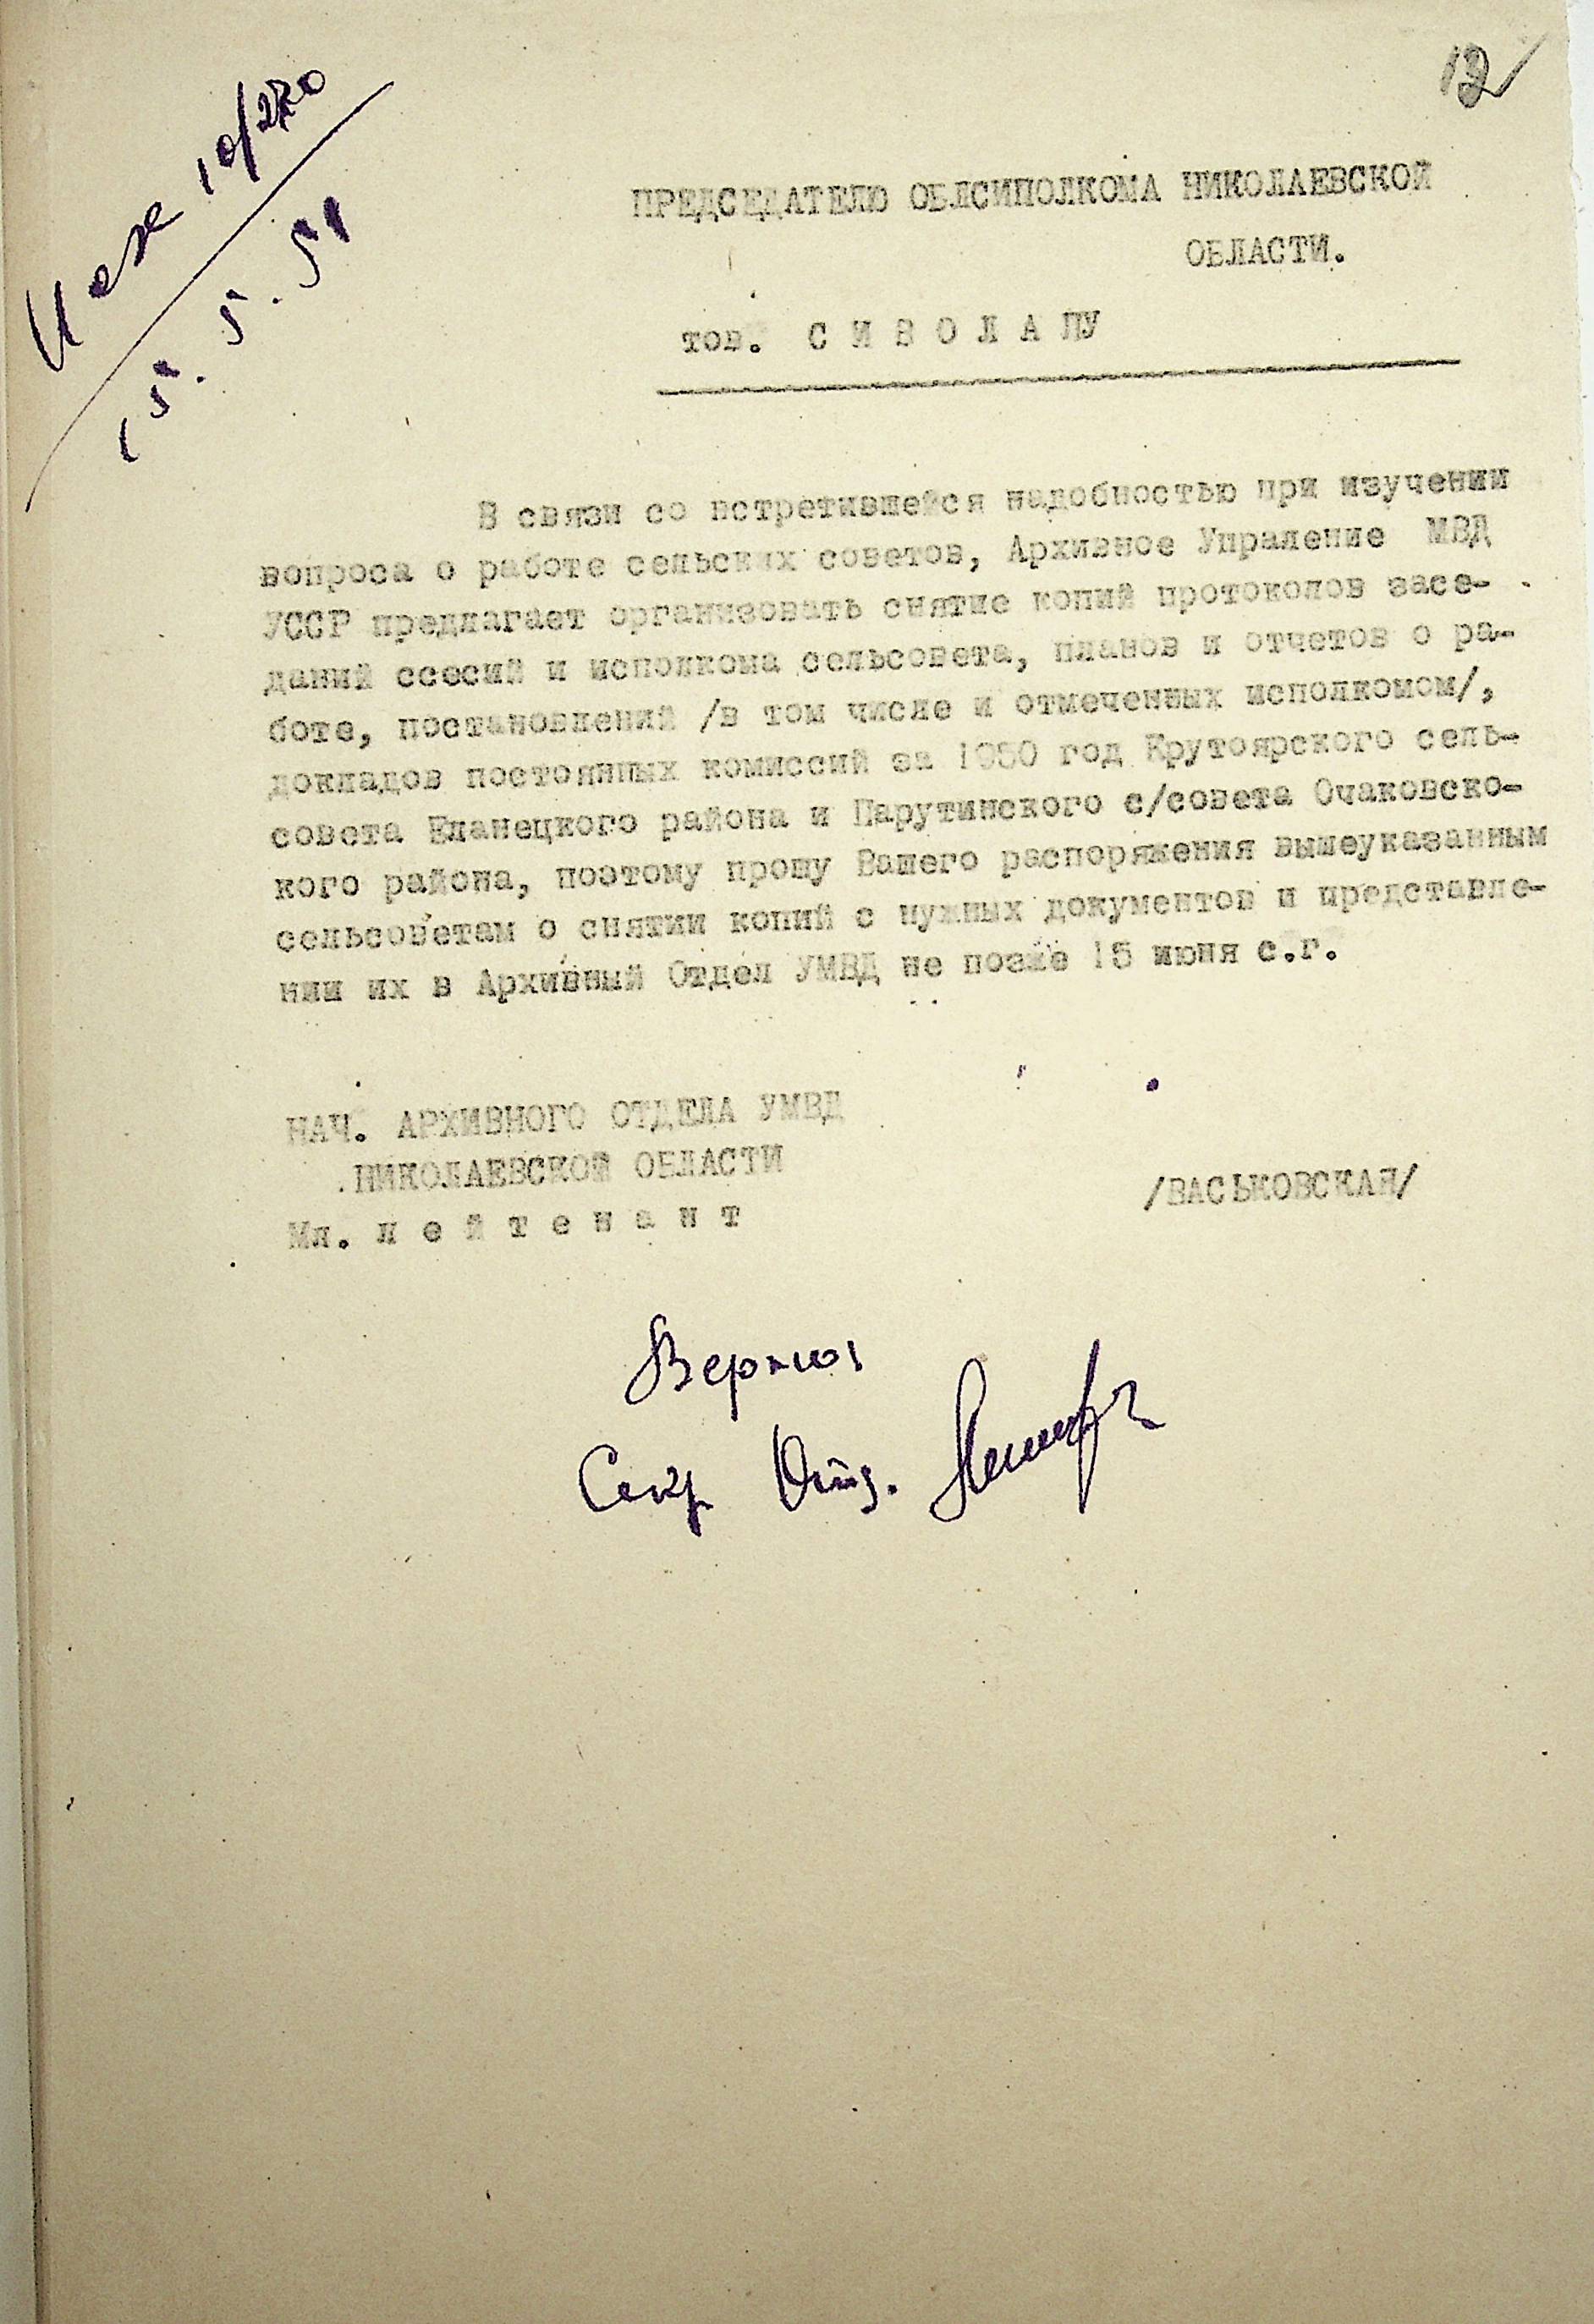 12
Исх 10/270
15.5.51
ПРЕДСЕДАТЕЛЮ ОБЛСИПОЛКОМА НИКОЛАЕВСКОЙ
ОБЛАСТИ.
тов. С И В О Л А П У
В связи со встретившейся надобностью при изучении
вопроса о работе сельских советов, Архивное Упраление МВД
УССР предлагает организовать снятие копий протоколов засе-
даний ссесий и исполкома сельсовета, планов и отчетов о ра-
боте, постановлений /в том числе и отмеченных исполкомом/,
докладов постоянных комиссий за 1950 год Крутоярского сель-
совета Еланецкого района и Парутинского с/совета Очаковско-
кого района, поэтому прошу Вашего распоряжения вышеуказанным
сельсоветам о снятии копий с нужных документов и представле-
нии их в Архивный Отдел УМВД не позже 15 июня с.г.
НАЧ. АРХИВНОГО ОТДЕЛА УМВД
НИКОЛАЕВСКОЙ ОБЛАСТИ
Мл. л е й т е н а н т /ВАСЬКОВСКАЯ/
Верно:
Секр Отд.